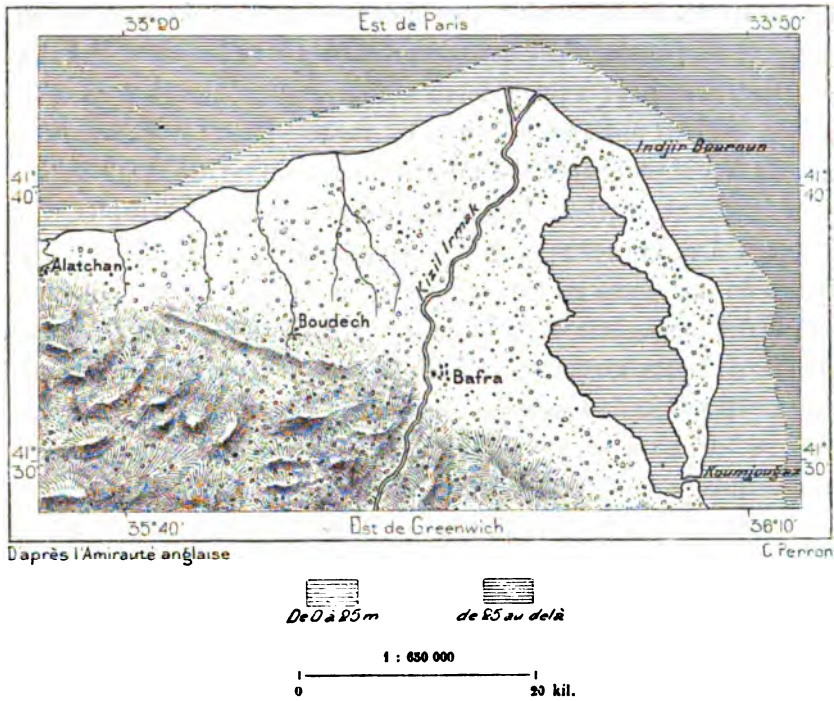 33°20' Est de Paris 33°50'
Indjir Bouroun
41° 41°
40' 40'
Kizil Irmak
Alatchan
Boudech
Bafra
41° 41°
30' 30'
Koumjougaz
35°40' Est de Greenwich 36°10'
D'après l'Amirauté anglaise C. Perron
De 0 à 25 m de 25 au delà
1 : 650 000
0 20 kil.